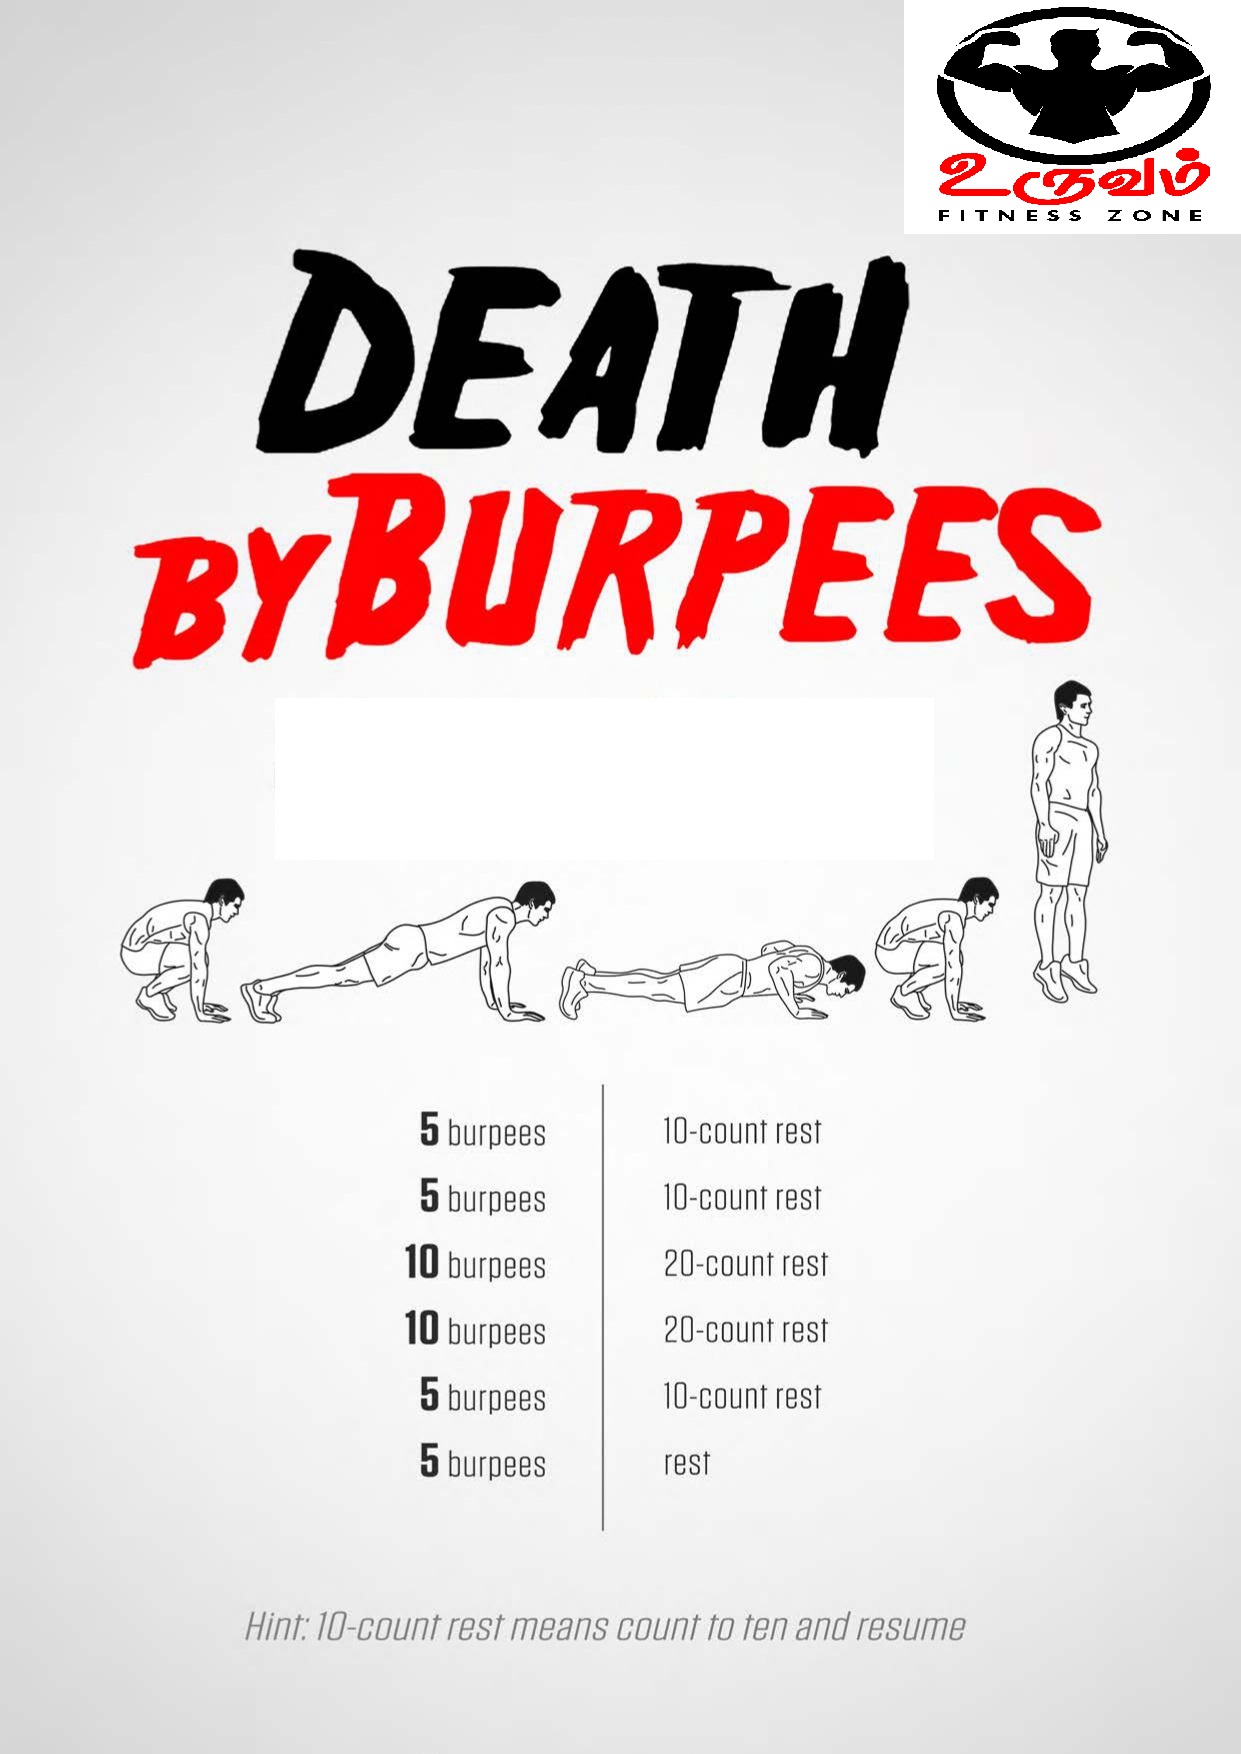 உருவம்
FITNESS ZONE
DEATH
BY BURPEES
5 burpees 10-count rest
5 burpees 10-count rest
10 burpees 20-count rest
10 burpees 20-count rest
5 burpees 10-count rest
5 burpees rest
Hint: 10-count rest means count to ten and resume